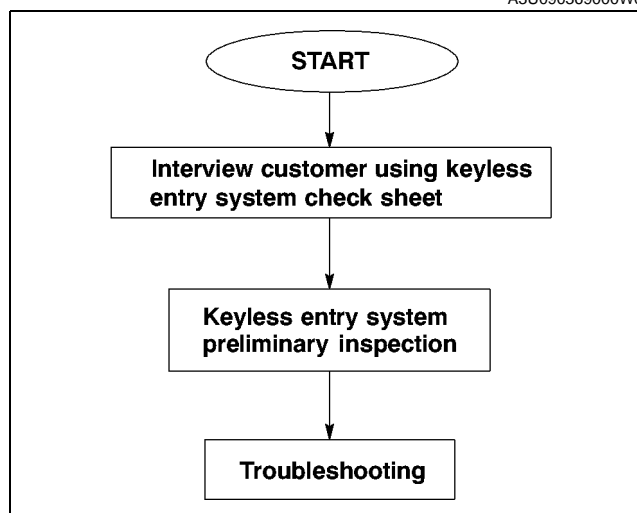 START
Interview customer using keyless
entry system check sheet
Keyless entry system
preliminary inspection
Troubleshooting